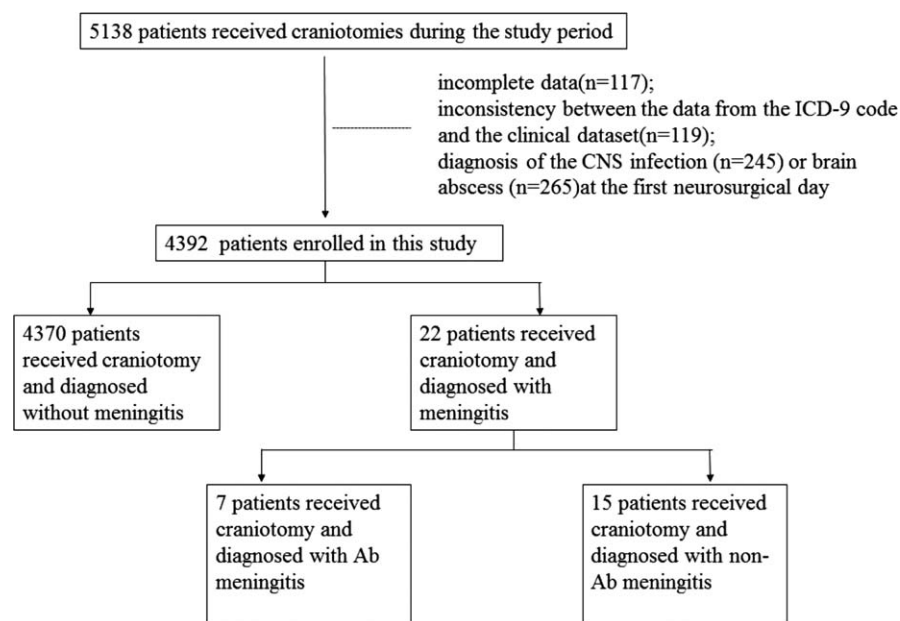 5138 patients received craniotomies during the study period
incomplete data(n=117);
inconsistency between the data from the ICD-9 code
and the clinical dataset(n=119);
diagnosis of the CNS infection (n=245) or brain
abscess (n=265)at the first neurosurgical day
4392 patients enrolled in this study
4370 patients
received craniotomy
and diagnosed
without meningitis
22 patients received
craniotomy and
diagnosed with
meningitis
7 patients received
craniotomy and
diagnosed with Ab
meningitis
15 patients received
craniotomy and
diagnosed with non-
Ab meningitis